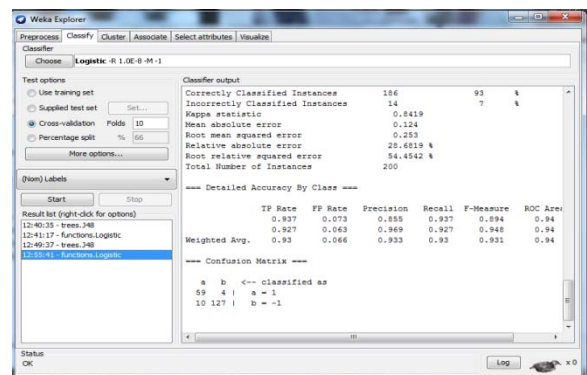 Weka Explorer
Preprocess Classify Cluster Associate Select attributes Visualize
Classifier
Choose Logistic -R 1.0E-8 -M -1
Test options
Use training set
Supplied test set Set...
Cross-validation Folds 10
Percentage split % 66
More options...
(Nom) Labels
Start Stop
Result list (right-click for options)
12:40:35 - trees.J48
12:41:17 - functions.Logistic
12:49:37 - trees.J48
12:55:41 - functions.Logistic
Classifier output
Correctly Classified Instances 186 93 %
Incorrectly Classified Instances 14 7 %
Kappa statistic 0.8419
Mean absolute error 0.124
Root mean squared error 0.253
Relative absolute error 28.6819 %
Root relative squared error 54.4542 %
Total Number of Instances 200
=== Detailed Accuracy By Class ===
TP Rate FP Rate Precision Recall F-Measure ROC Area
0.937 0.073 0.855 0.937 0.894 0.94
0.927 0.063 0.969 0.927 0.948 0.94
Weighted Avg. 0.93 0.066 0.933 0.93 0.931 0.94
=== Confusion Matrix ===
a b <-- classified as
59 4 | a = 1
10 127 | b = -1
Status
OK
Log x 0